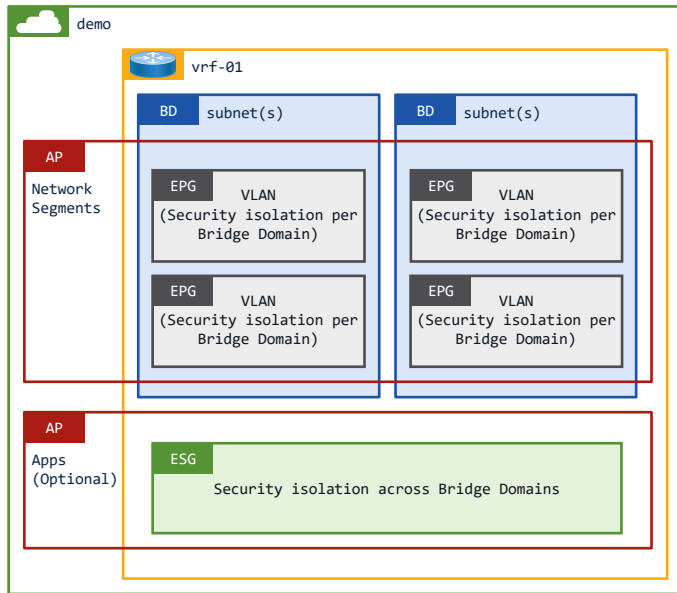 demo
vrf-01
BD
subnet(s)
BD
subnet(s)
AP
Network
Segments
EPG
VLAN
(Security isolation per
Bridge Domain)
EPG
VLAN
(Security isolation per
Bridge Domain)
EPG
VLAN
(Security isolation per
Bridge Domain)
EPG
VLAN
(Security isolation per
Bridge Domain)
AP
Apps
(Optional)
ESG
Security isolation across Bridge Domains